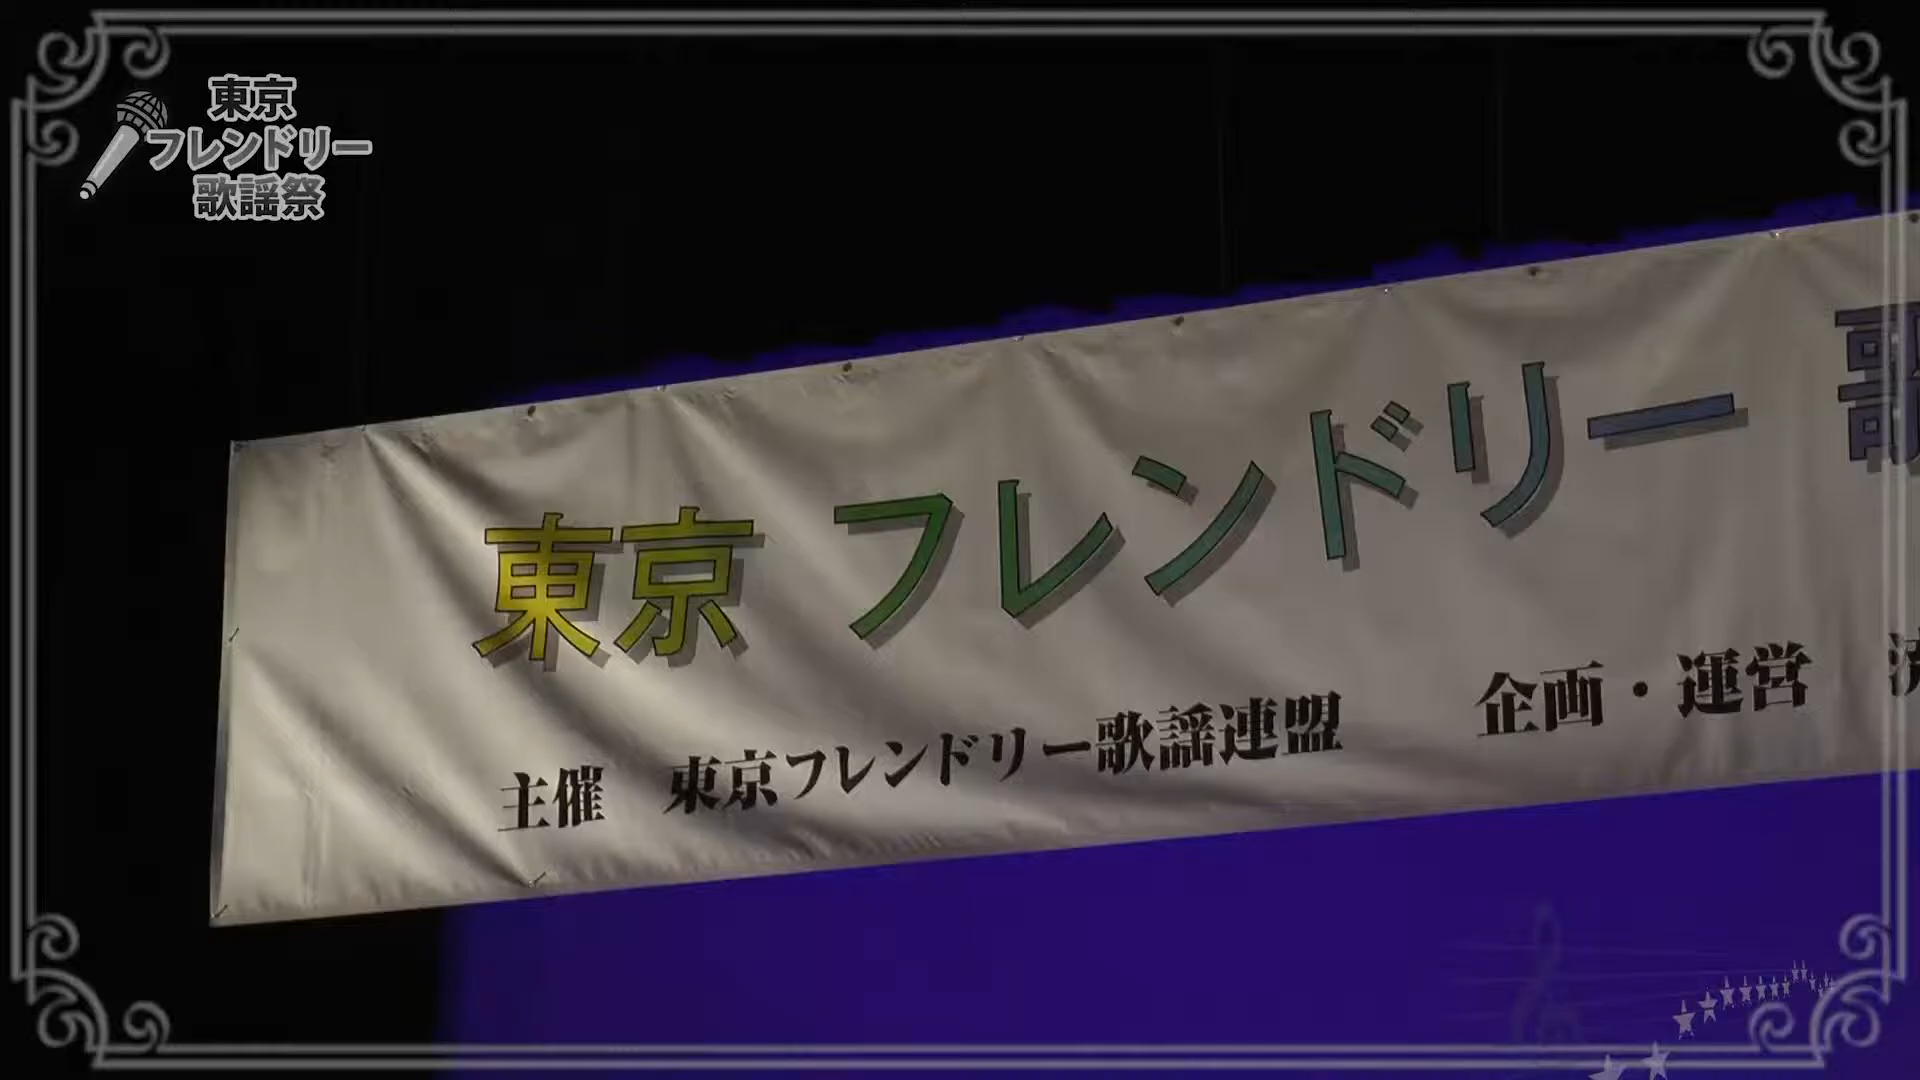 東京
フレンドリー
歌謡祭
東京 フレンドリー 歌
主催 東京フレンドリー歌謡連盟 企画・運営